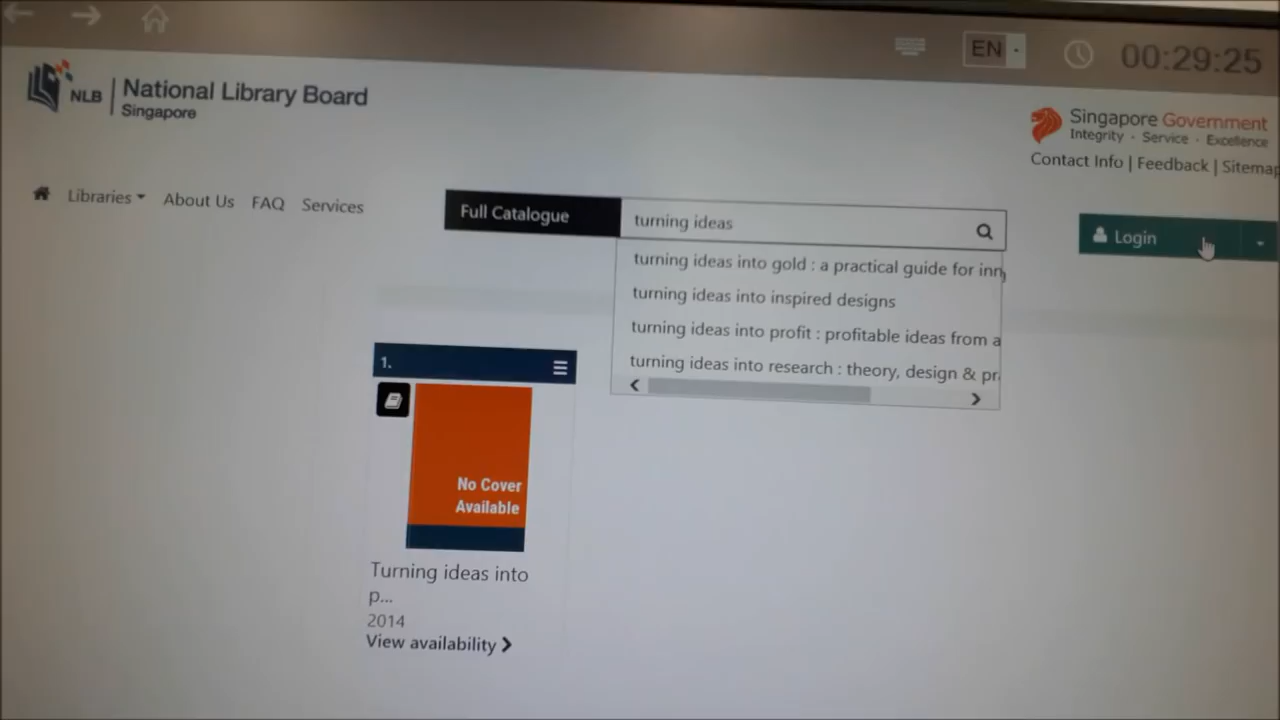 EN
00:29:25
NLB
National Library Board
Singapore
Singapore Government
Integrity · Service · Excellence
Contact Info | Feedback | Sitemap
Libraries
About Us
FAQ
Services
Full Catalogue
turning ideas
Login
turning ideas into gold : a practical guide for inn
turning ideas into inspired designs
turning ideas into profit : profitable ideas from a
turning ideas into research : theory, design & pr
1.
No Cover
Available
Turning ideas into
p...
2014
View availability